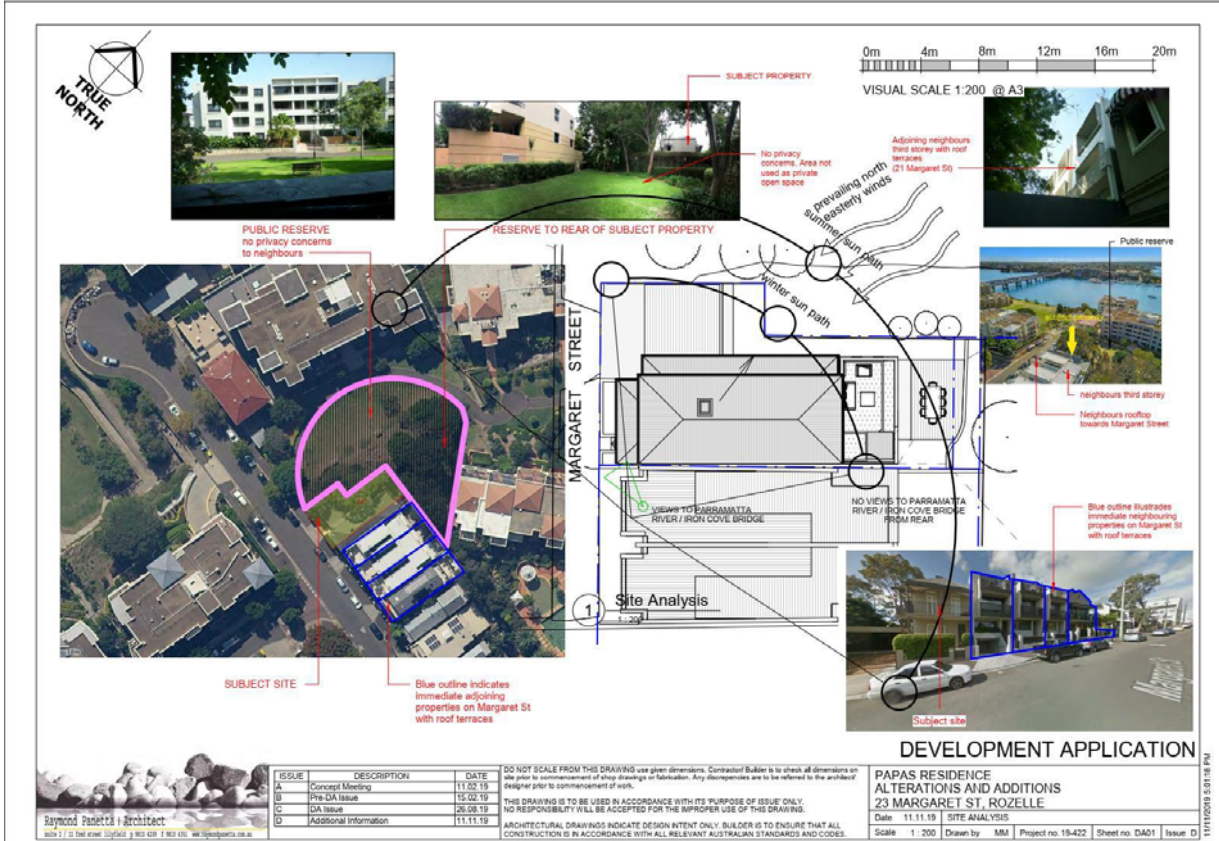 TRUE
NORTH
0m 4m 8m 12m 16m 20m
VISUAL SCALE 1:200 @ A3
SUBJECT PROPERTY
No privacy
concerns. Area not
used as private
open space
Adjoining neighbours
third storey with roof
terraces
(21 Margaret St)
prevailing north
easterly winds
summer sun path
winter sun path
PUBLIC RESERVE
no privacy concerns
to neighbours
RESERVE TO REAR OF SUBJECT PROPERTY
Public reserve
subject property
neighbours third storey
Neighbours rooftop
towards Margaret Street
MARGARET STREET
VIEWS TO PARRAMATTA
RIVER / IRON COVE BRIDGE
NO VIEWS TO PARRAMATTA
RIVER / IRON COVE BRIDGE
FROM REAR
Blue outline illustrades
immediate neighbouring
properties on Margaret St
with roof terraces
1 Site Analysis
1 : 200
SUBJECT SITE
Blue outline indicates
immediate adjoining
properties on Margaret St
with roof terraces
Subject site
Margaret S
DEVELOPMENT APPLICATION
Raymond Panetta : Architect
ISSUE DESCRIPTION DATE
A Concept Meeting 11.02.19
B Pre-DA Issue 15.02.19
C DA Issue 26.08.19
D Additional Information 11.11.19
DO NOT SCALE FROM THIS DRAWING use given dimensions. Contractor/ Builder is to check all dimensions on
site prior to commencement of shop drawings or fabrication. Any discrepencies are to be referred to the architect/
designer prior to commencement of work.
THIS DRAWING IS TO BE USED IN ACCORDANCE WITH ITS 'PURPOSE OF ISSUE' ONLY.
NO RESPONSIBILITY WILL BE ACCEPTED FOR THE IMPROPER USE OF THIS DRAWING.
ARCHITECTURAL DRAWINGS INDICATE DESIGN INTENT ONLY. BUILDER IS TO ENSURE THAT ALL
CONSTRUCTION IS IN ACCORDANCE WITH ALL RELEVANT AUSTRALIAN STANDARDS AND CODES.
PAPAS RESIDENCE
ALTERATIONS AND ADDITIONS
23 MARGARET ST, ROZELLE
Date 11.11.19 SITE ANALYSIS
Scale 1 : 200 Drawn by MM Project no. 19-422 Sheet no. DA01 Issue D
11/11/2019 5:01:18 PM